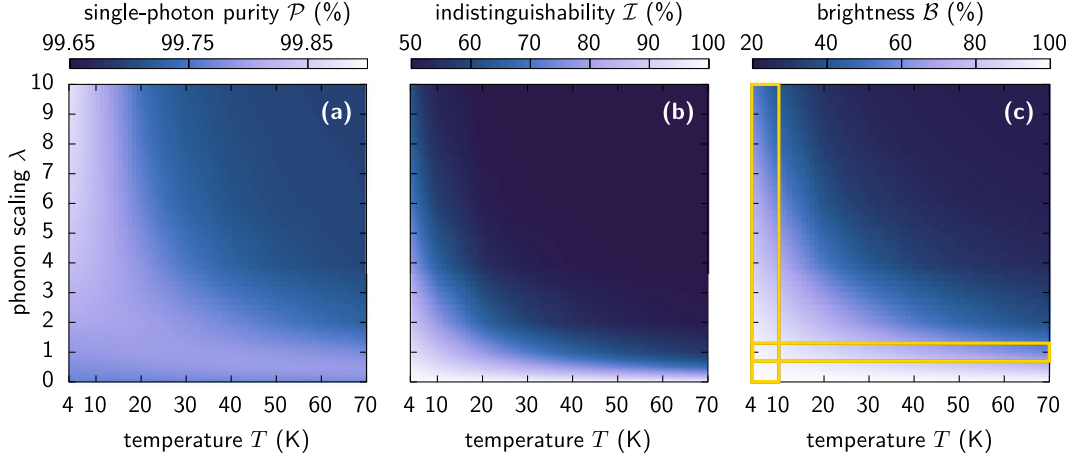 single-photon purity 𝒫 (%)
indistinguishability ℐ (%)
brightness ℬ (%)
99.65 99.75 99.85
50 60 70 80 90 100
20 40 60 80 100
10
9
8
7
6
5
4
3
2
1
0
phonon scaling λ
(a)
(b)
(c)
4 10 20 30 40 50 60 70
4 10 20 30 40 50 60 70
4 10 20 30 40 50 60 70
temperature T (K)
temperature T (K)
temperature T (K)